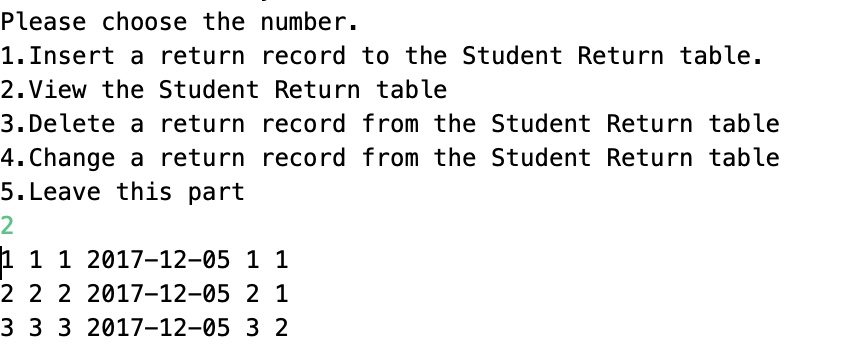 Please choose the number.
1.Insert a return record to the Student Return table.
2.View the Student Return table
3.Delete a return record from the Student Return table
4.Change a return record from the Student Return table
5.Leave this part
2
1 1 1 2017-12-05 1 1
2 2 2 2017-12-05 2 1
3 3 3 2017-12-05 3 2